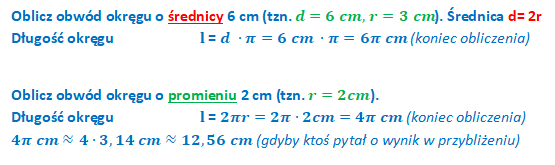 Oblicz obwód okręgu o średnicy 6 cm (tzn. d = 6 cm, r = 3 cm). Średnica d= 2r
Długość okręgu l = d · π = 6 cm · π = 6π cm (koniec obliczenia)
Oblicz obwód okręgu o promieniu 2 cm (tzn. r = 2cm).
Długość okręgu l = 2πr = 2π · 2cm = 4π cm (koniec obliczenia)
4π cm ≈ 4 · 3,14 cm ≈ 12,56 cm (gdyby ktoś pytał o wynik w przybliżeniu)